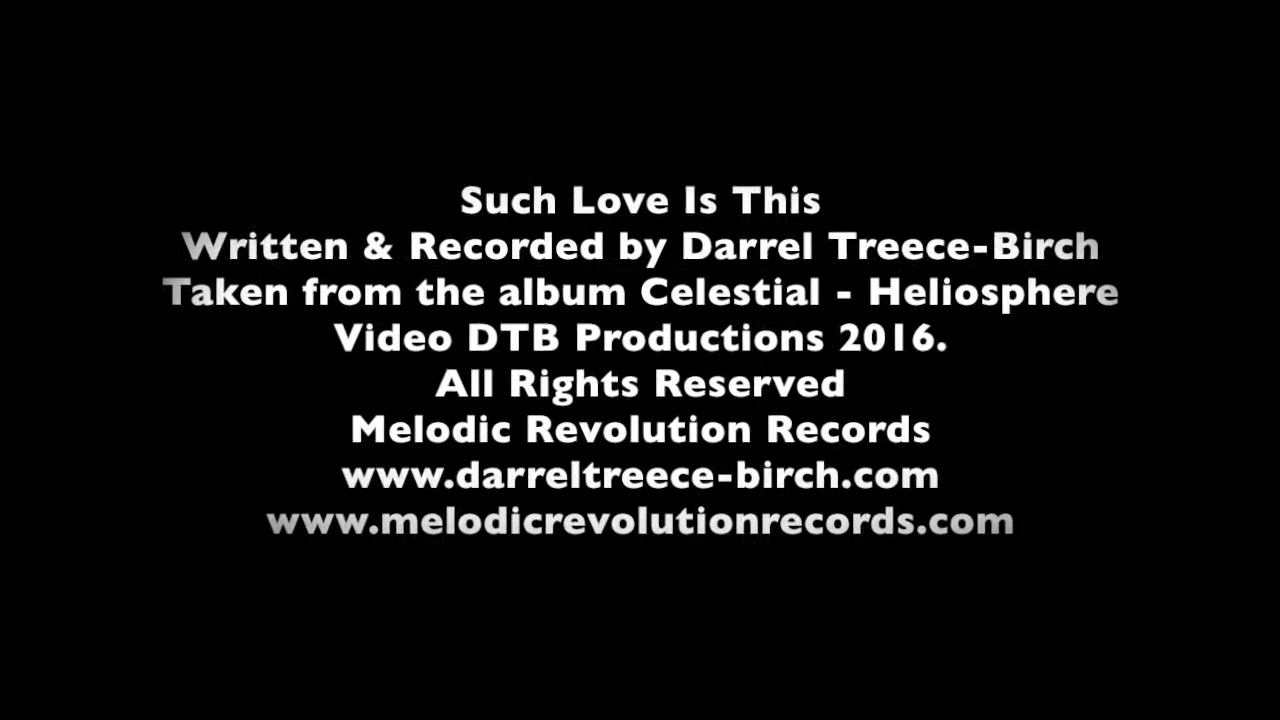 Such Love Is This
Written & Recorded by Darrel Treece-Birch
Taken from the album Celestial - Heliosphere
Video DTB Productions 2016.
All Rights Reserved
Melodic Revolution Records
www.darreltreece-birch.com
www.melodicrevolutionrecords.com